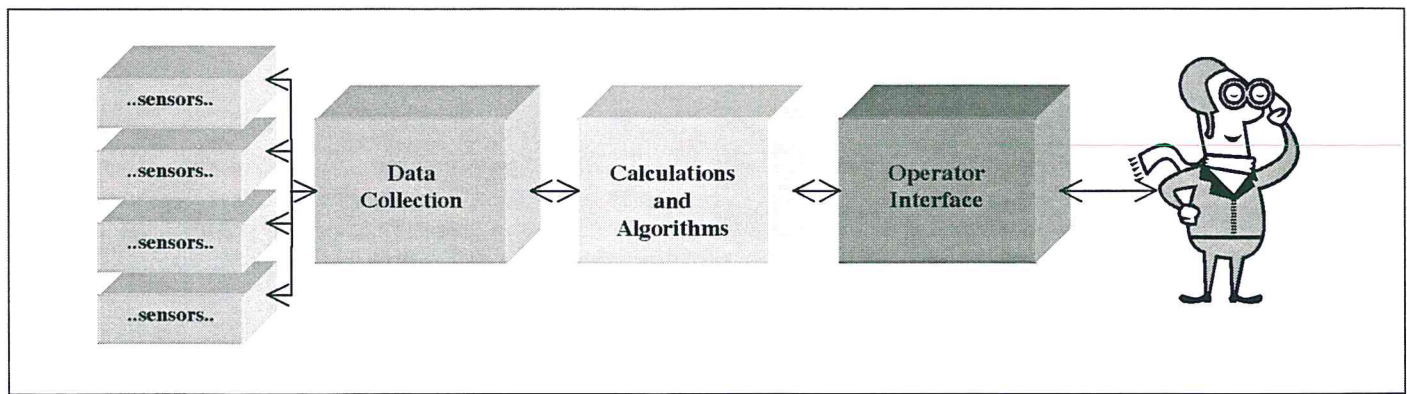 ..sensors..
..sensors..
..sensors..
..sensors..
Data
Collection
Calculations
and
Algorithms
Operator
Interface